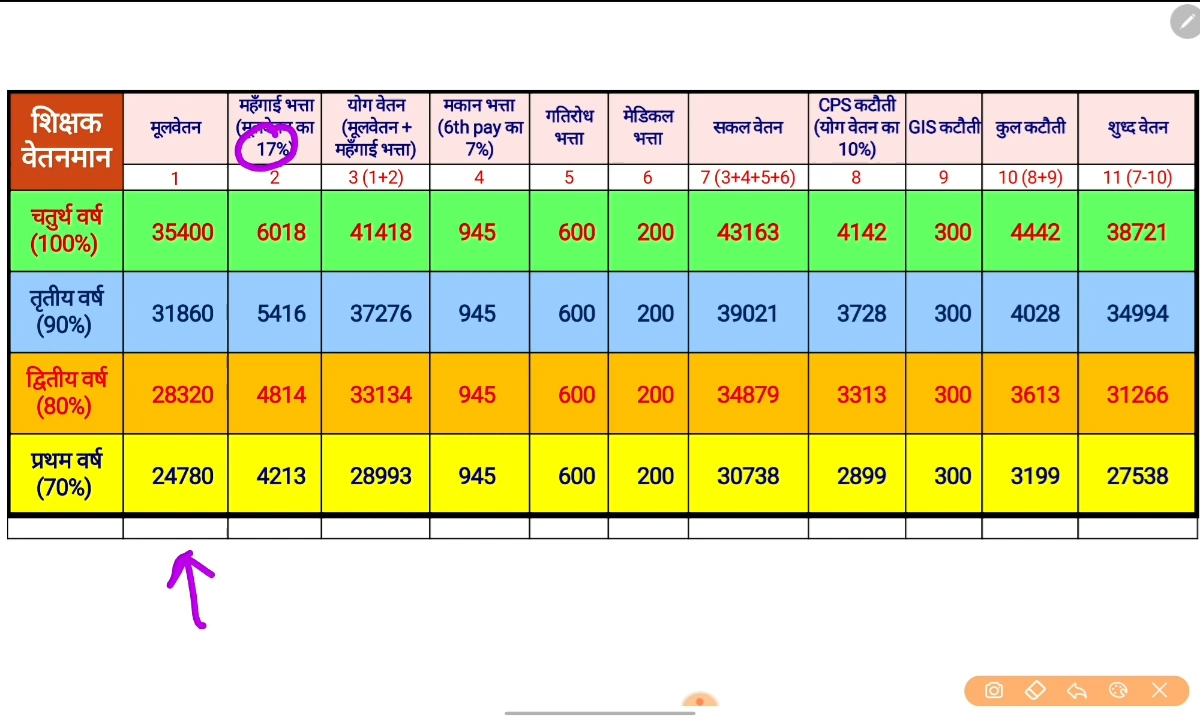 शिक्षक
वेतनमान
मूलवेतन
महँगाई भत्ता
का
17%)
योग वेतन
(मूलवेतन +
महँगाई भत्ता)
मकान भत्ता
(6th pay का
7%)
गतिरोध
भत्ता
मेडिकल
भत्ता
सकल वेतन
CPS कटौती
(योग वेतन का
10%)
GIS कटौती
कुल कटौती
शुध्द वेतन
1 2 3 (1+2) 4 5 6 7 (3+4+5+6) 8 9 10 (8+9) 11 (7-10)
चतुर्थ वर्ष
(100%)
35400 6018 41418 945 600 200 43163 4142 300 4442 38721
तृतीय वर्ष
(90%)
31860 5416 37276 945 600 200 39021 3728 300 4028 34994
द्वितीय वर्ष
(80%)
28320 4814 33134 945 600 200 34879 3313 300 3613 31266
प्रथम वर्ष
(70%)
24780 4213 28993 945 600 200 30738 2899 300 3199 27538